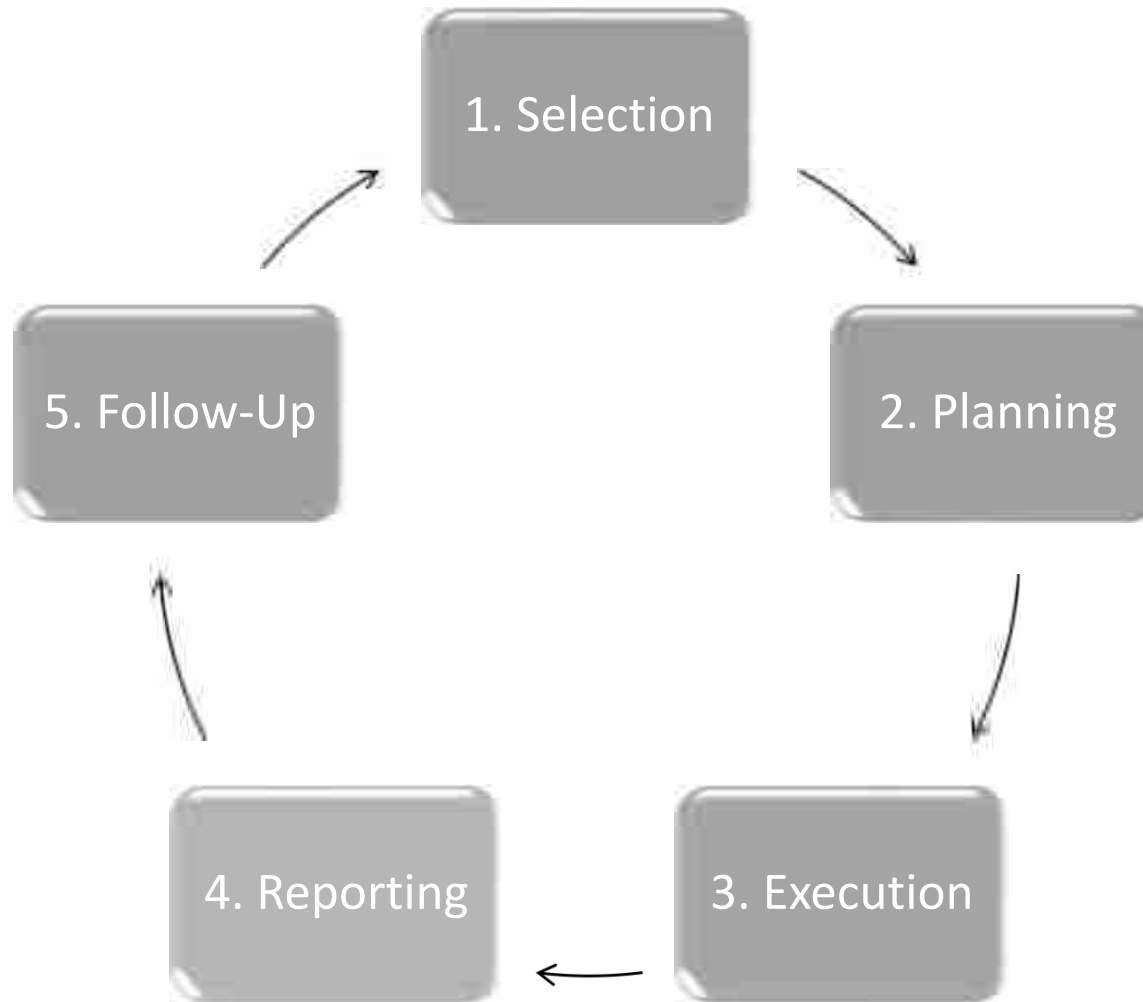 1. Selection
2. Planning
3. Execution
4. Reporting
5. Follow-Up